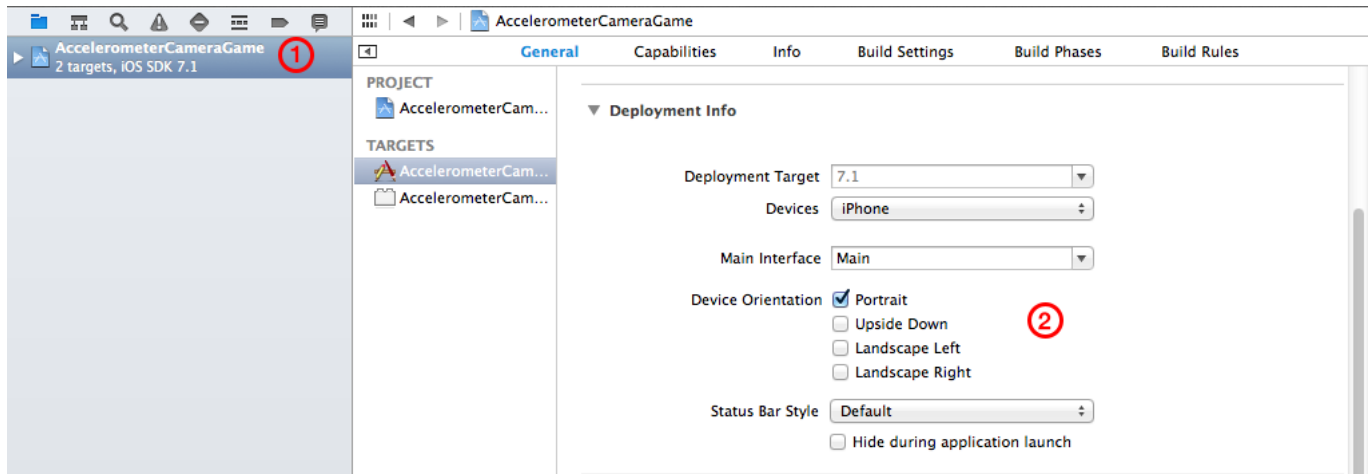 AccelerometerCameraGame
AccelerometerCameraGame
2 targets, iOS SDK 7.1
1
General Capabilities Info Build Settings Build Phases Build Rules
PROJECT
AccelerometerCam...
TARGETS
AccelerometerCam...
AccelerometerCam...
Deployment Info
Deployment Target 7.1
Devices iPhone
Main Interface Main
Device Orientation Portrait
2
Upside Down
Landscape Left
Landscape Right
Status Bar Style Default
Hide during application launch